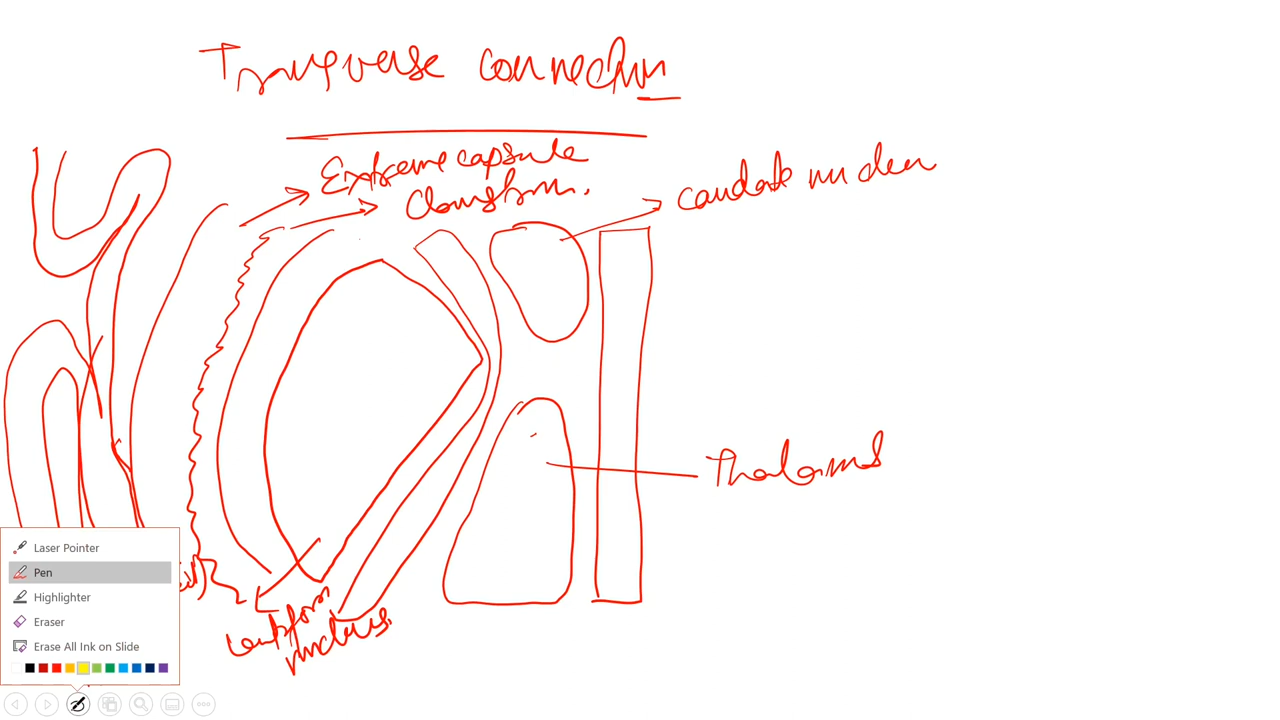 Transverse connection
Extreme capsule
Claustrum.
caudate nucleu
Thalamus
Lentiform
nucleus
Laser Pointer
Pen
Highlighter
Eraser
Erase All Ink on Slide